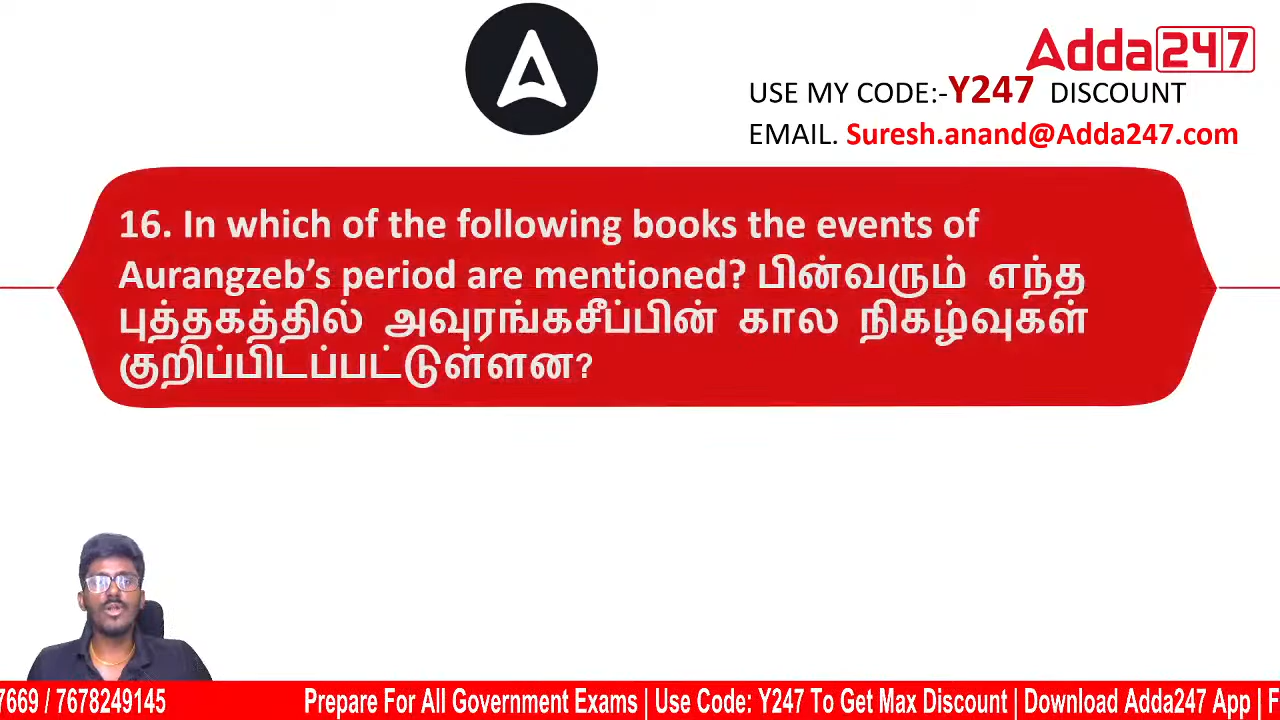 Adda247
USE MY CODE:-Y247 DISCOUNT
EMAIL. Suresh.anand@Adda247.com
16. In which of the following books the events of
Aurangzeb’s period are mentioned? பின்வரும் எந்த
புத்தகத்தில் அவுரங்கசீப்பின் கால நிகழ்வுகள்
குறிப்பிடப்பட்டுள்ளன?
7669 / 7678249145 Prepare For All Government Exams | Use Code: Y247 To Get Max Discount | Download Adda247 App | F